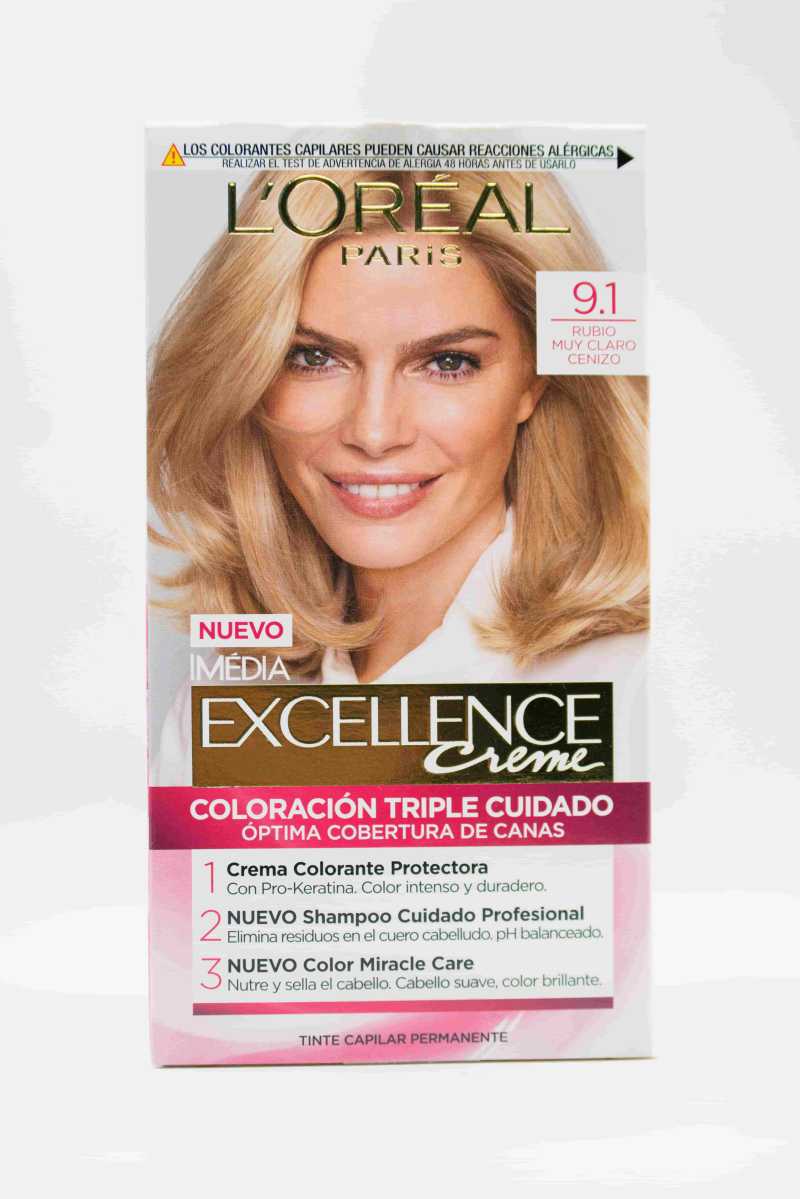 LOS COLORANTES CAPILARES PUEDEN CAUSAR REACCIONES ALÉRGICAS
REALIZAR EL TEST DE ADVERTENCIA DE ALERGIA 48 HORAS ANTES DE USARLO
L'ORÉAL
PARiS
9.1
RUBIO
MUY CLARO
CENIZO
NUEVO
IMÉDIA
EXCELLENCE
Creme
COLORACIÓN TRIPLE CUIDADO
ÓPTIMA COBERTURA DE CANAS
1 Crema Colorante Protectora
Con Pro-Keratina. Color intenso y duradero.
2 NUEVO Shampoo Cuidado Profesional
Elimina residuos en el cuero cabelludo. pH balanceado.
3 NUEVO Color Miracle Care
Nutre y sella el cabello. Cabello suave, color brillante.
TINTE CAPILAR PERMANENTE